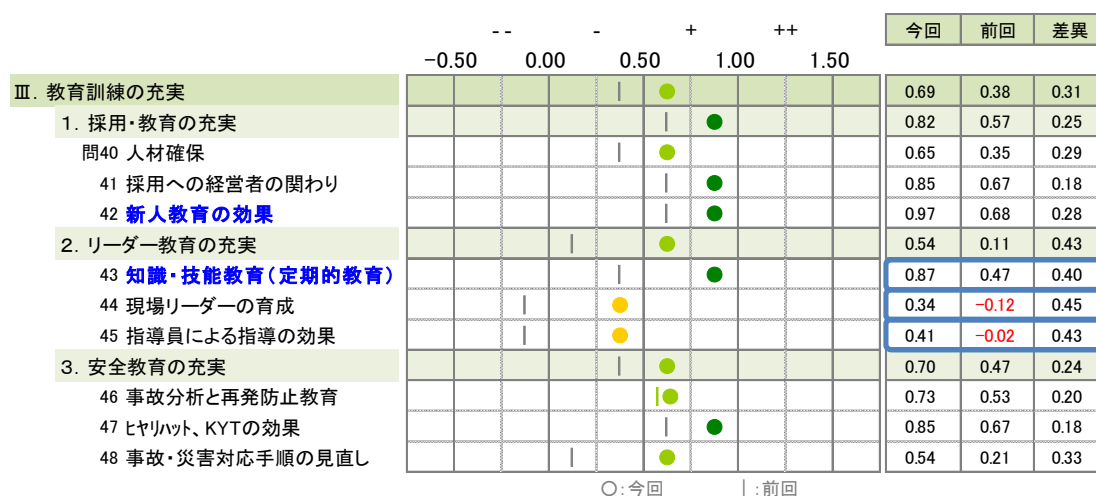 -- - + ++ 今回 前回 差異
-0.50 0.00 0.50 1.00 1.50
Ⅲ. 教育訓練の充実 0.69 0.38 0.31
1. 採用・教育の充実 0.82 0.57 0.25
問40 人材確保 0.65 0.35 0.29
41 採用への経営者の関わり 0.85 0.67 0.18
42 新人教育の効果 0.97 0.68 0.28
2. リーダー教育の充実 0.54 0.11 0.43
43 知識・技能教育(定期的教育) 0.87 0.47 0.40
44 現場リーダーの育成 0.34 -0.12 0.45
45 指導員による指導の効果 0.41 -0.02 0.43
3. 安全教育の充実 0.70 0.47 0.24
46 事故分析と再発防止教育 0.73 0.53 0.20
47 ヒヤリハット、KYTの効果 0.85 0.67 0.18
48 事故・災害対応手順の見直し 0.54 0.21 0.33
○:今回 |:前回